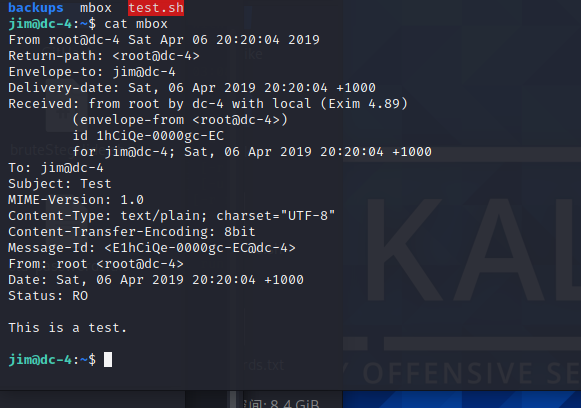 backups  mbox  test.sh
jim@dc-4:~$ cat mbox
From root@dc-4 Sat Apr 06 20:20:04 2019
Return-path: <root@dc-4>
Envelope-to: jim@dc-4
Delivery-date: Sat, 06 Apr 2019 20:20:04 +1000
Received: from root by dc-4 with local (Exim 4.89)
        (envelope-from <root@dc-4>)
        id 1hCiQe-0000gc-EC
        for jim@dc-4; Sat, 06 Apr 2019 20:20:04 +1000
To: jim@dc-4
Subject: Test
MIME-Version: 1.0
Content-Type: text/plain; charset="UTF-8"
Content-Transfer-Encoding: 8bit
Message-Id: <E1hCiQe-0000gc-EC@dc-4>
From: root <root@dc-4>
Date: Sat, 06 Apr 2019 20:20:04 +1000
Status: RO

This is a test.

jim@dc-4:~$
KAL
ds.txt
Y OFFENSIVE SE
间: 8.4 GiB